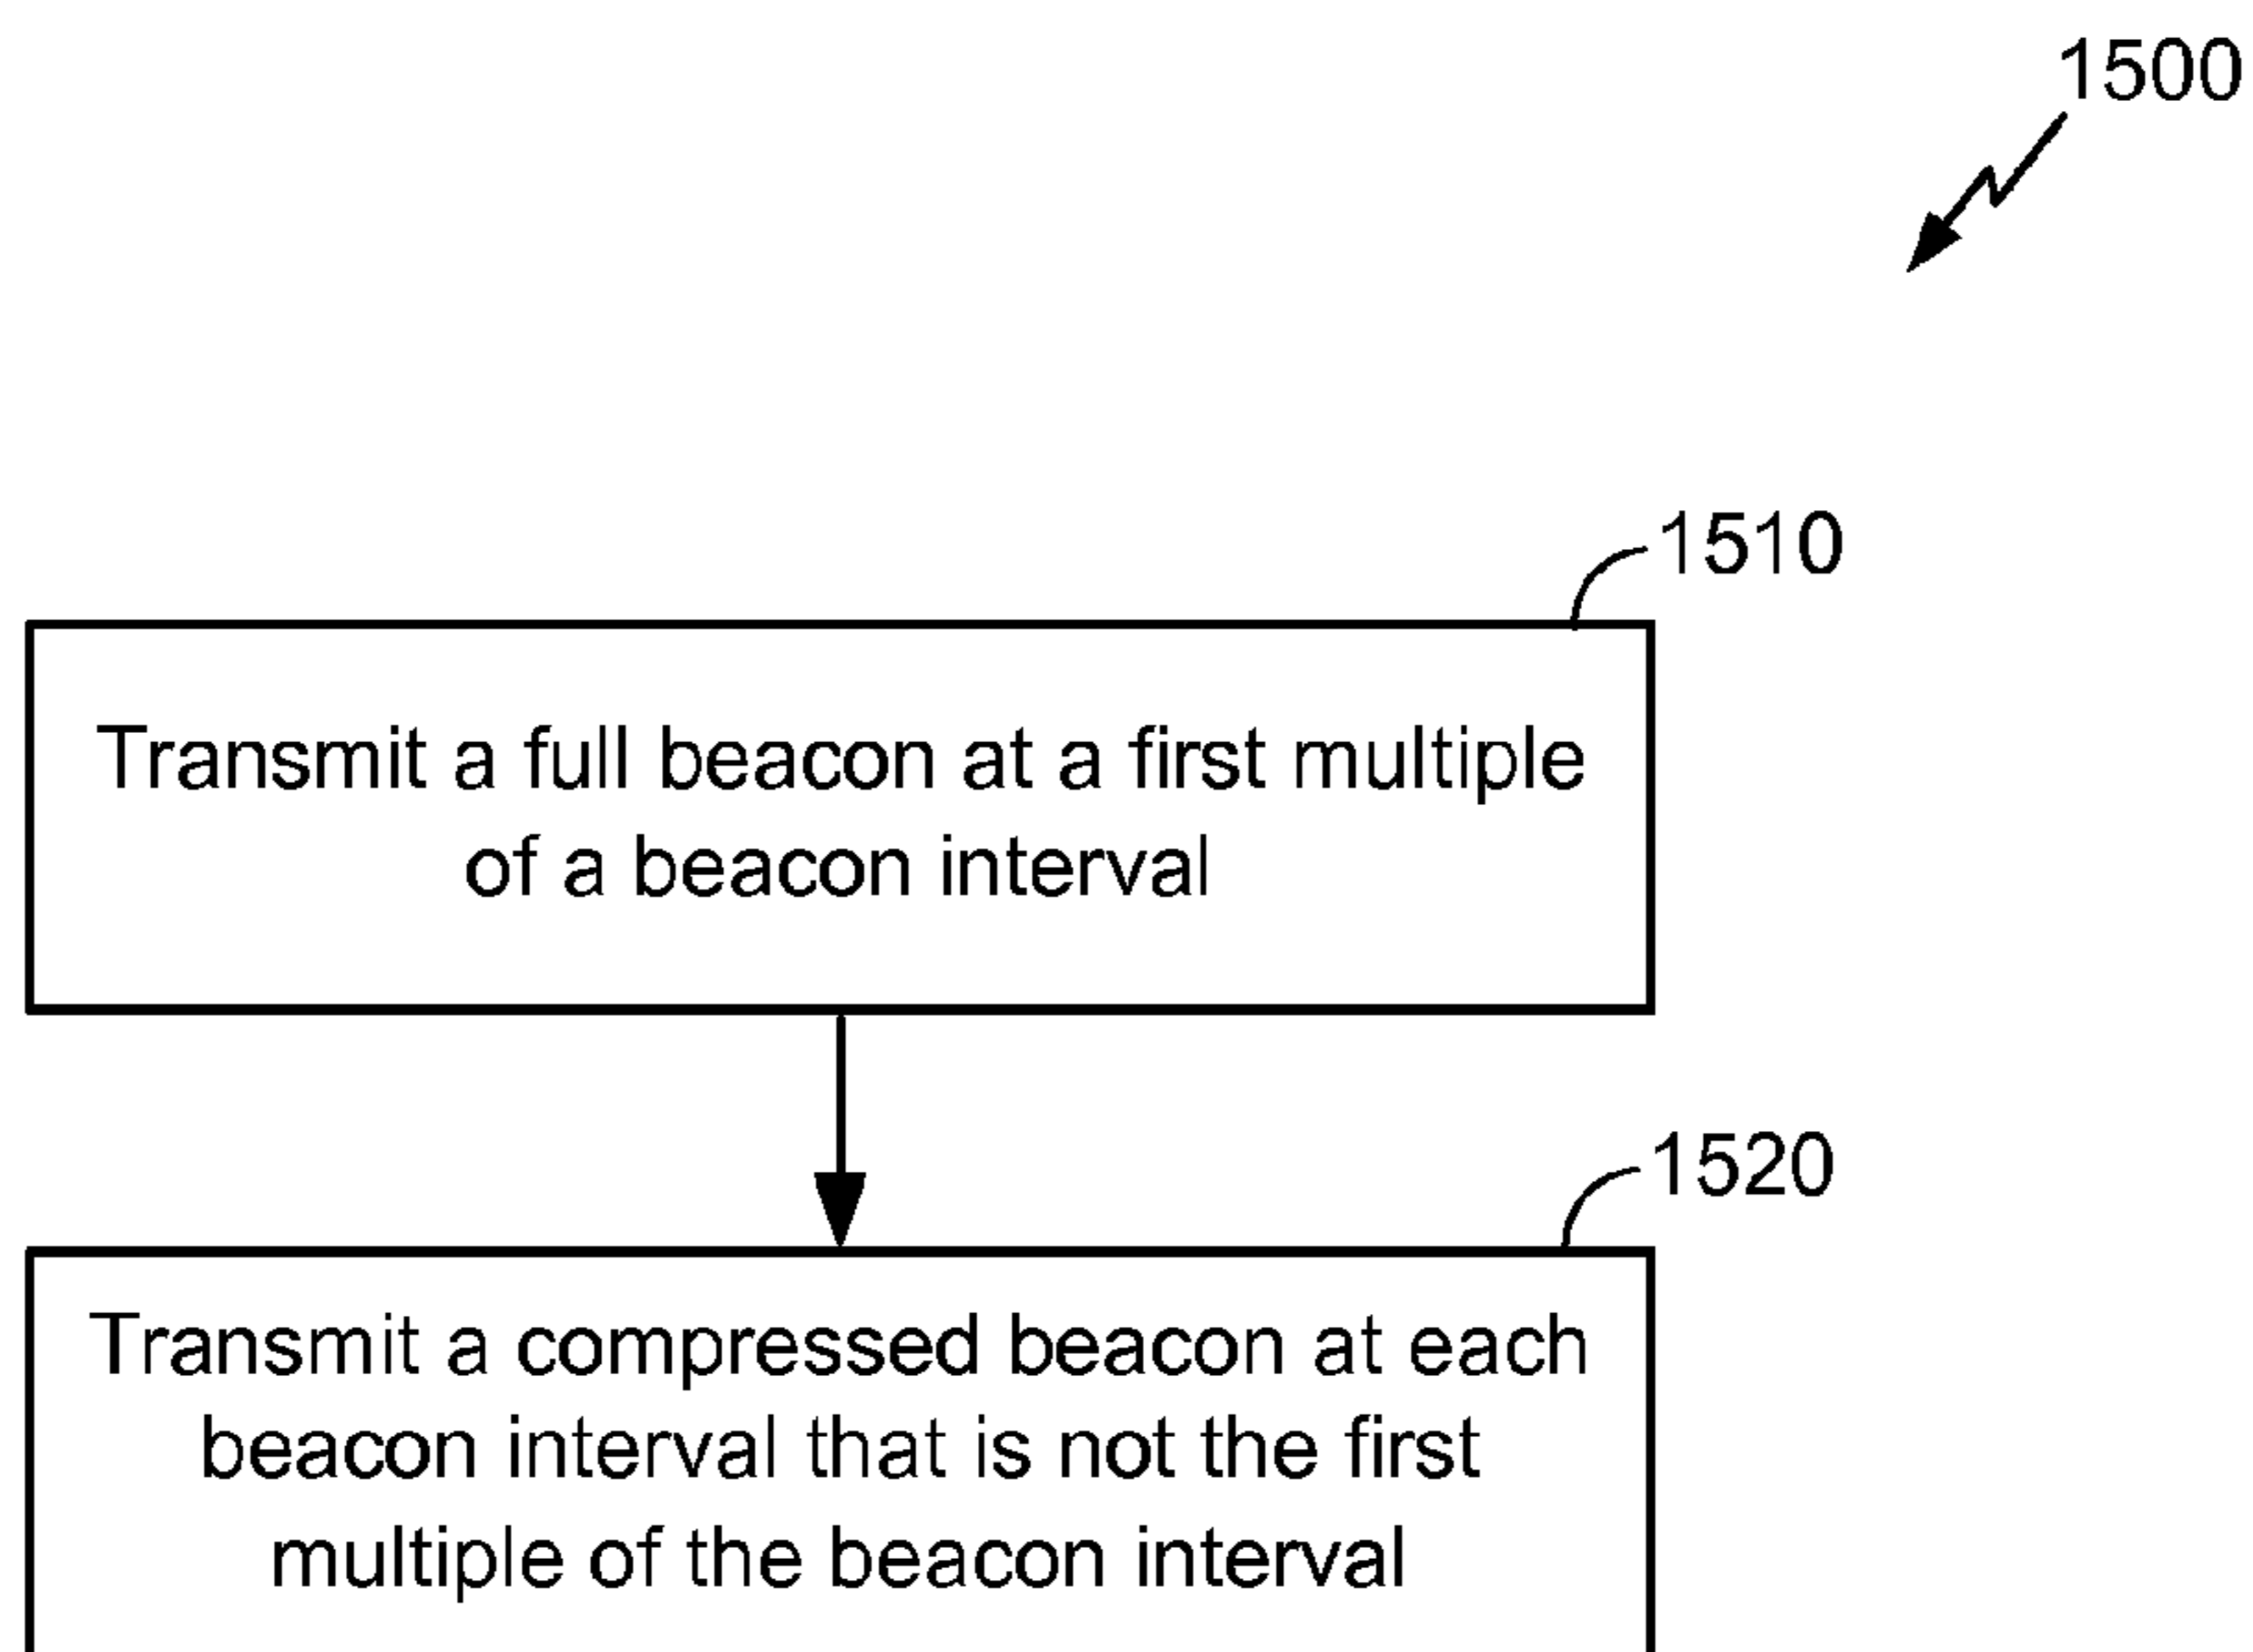 1500
1510
Transmit a full beacon at a first multiple
of a beacon interval
1520
Transmit a compressed beacon at each
beacon interval that is not the first
multiple of the beacon interval